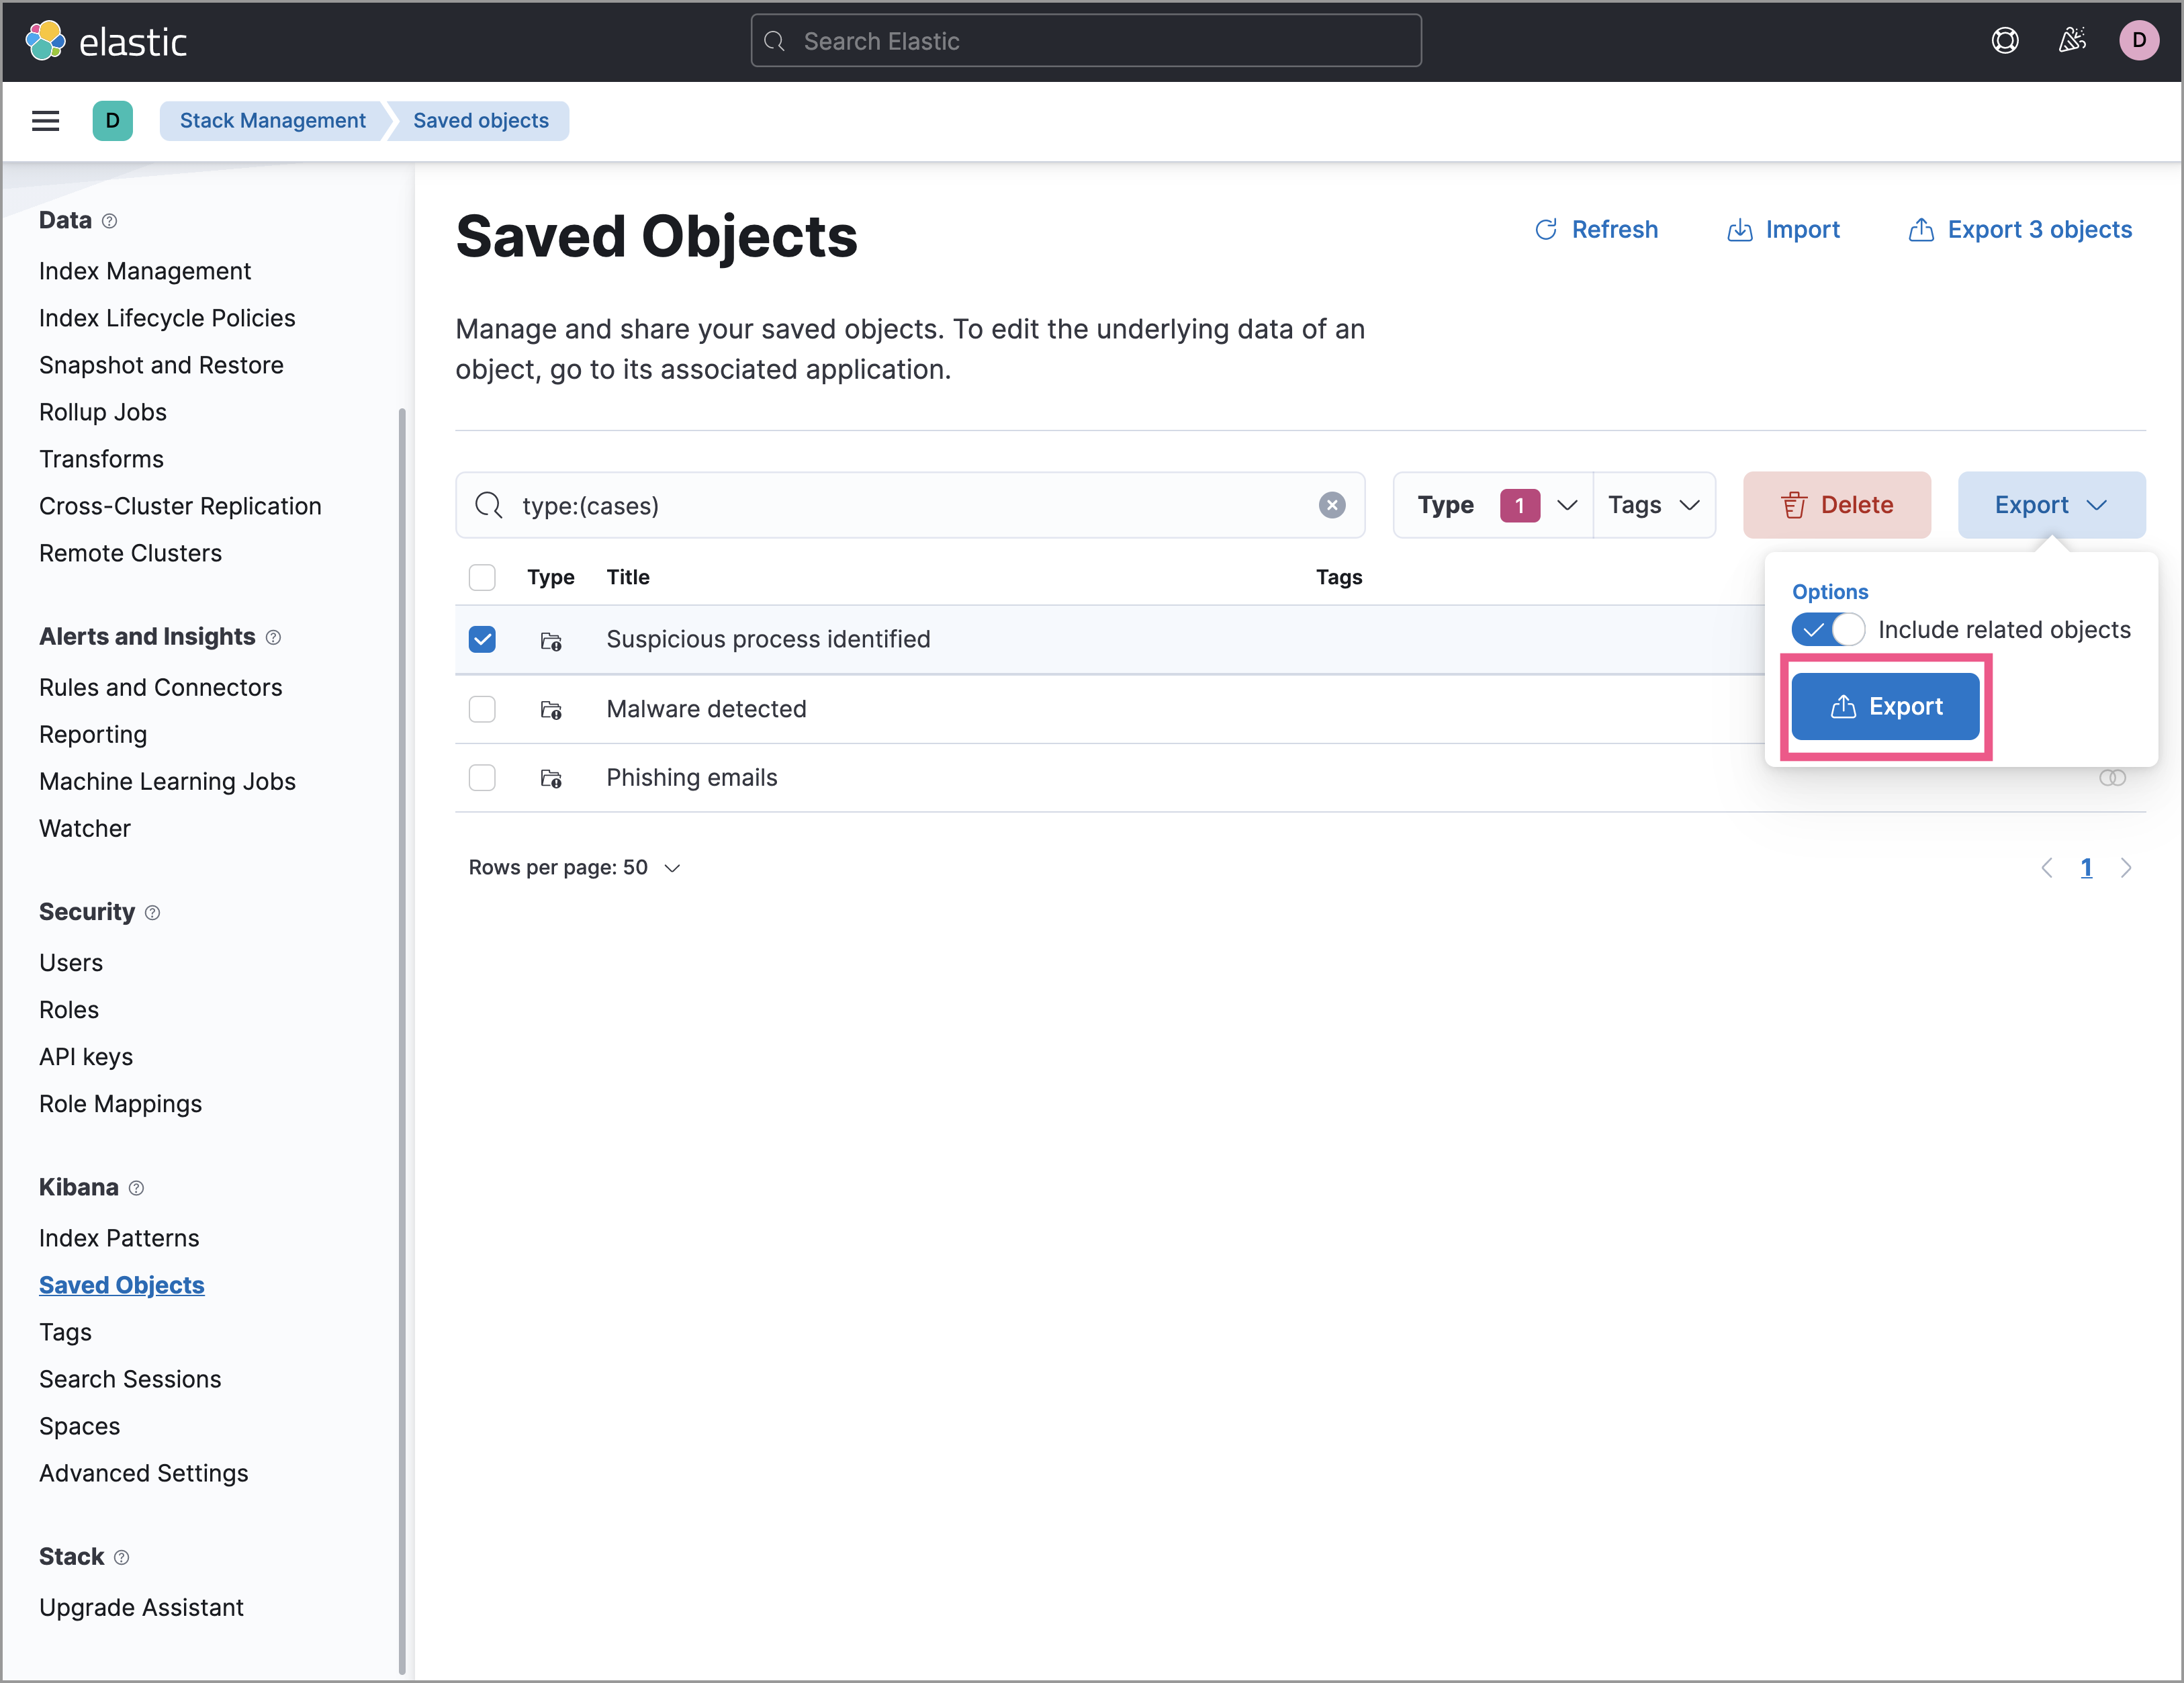 elastic
Search Elastic
D
D
Stack Management
Saved objects
Data
Index Management
Index Lifecycle Policies
Snapshot and Restore
Rollup Jobs
Transforms
Cross-Cluster Replication
Remote Clusters
Alerts and Insights
Rules and Connectors
Reporting
Machine Learning Jobs
Watcher
Security
Users
Roles
API keys
Role Mappings
Kibana
Index Patterns
Saved Objects
Tags
Search Sessions
Spaces
Advanced Settings
Stack
Upgrade Assistant
Saved Objects
Refresh
Import
Export 3 objects
Manage and share your saved objects. To edit the underlying data of an
object, go to its associated application.
type:(cases)
Type 1
Tags
Delete
Export
Type Title Tags
Suspicious process identified
Malware detected
Phishing emails
Options
Include related objects
Export
Rows per page: 50
1